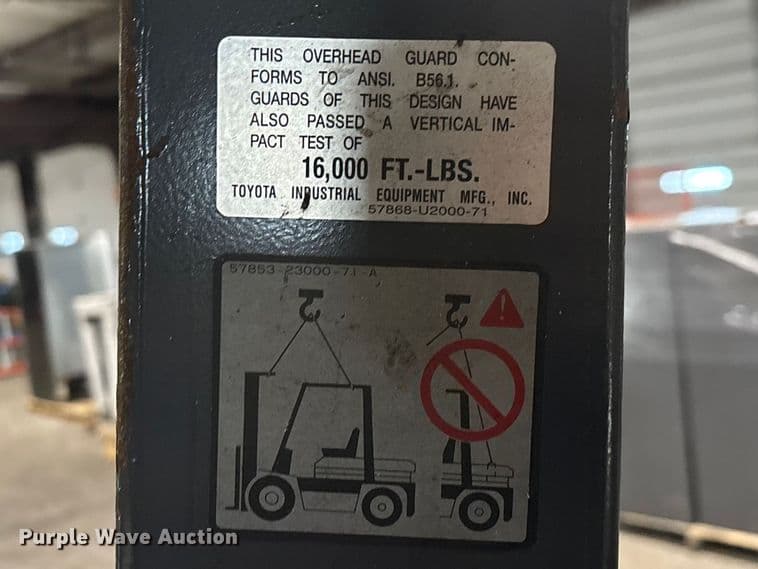 THIS OVERHEAD GUARD CON-
FORMS TO ANSI. B56.1.
GUARDS OF THIS DESIGN HAVE
ALSO PASSED A VERTICAL IM-
PACT TEST OF
16,000 FT.-LBS.
TOYOTA INDUSTRIAL EQUIPMENT MFG., INC.
57868-U2000-71
57853-23000-71-A
Purple Wave Auction